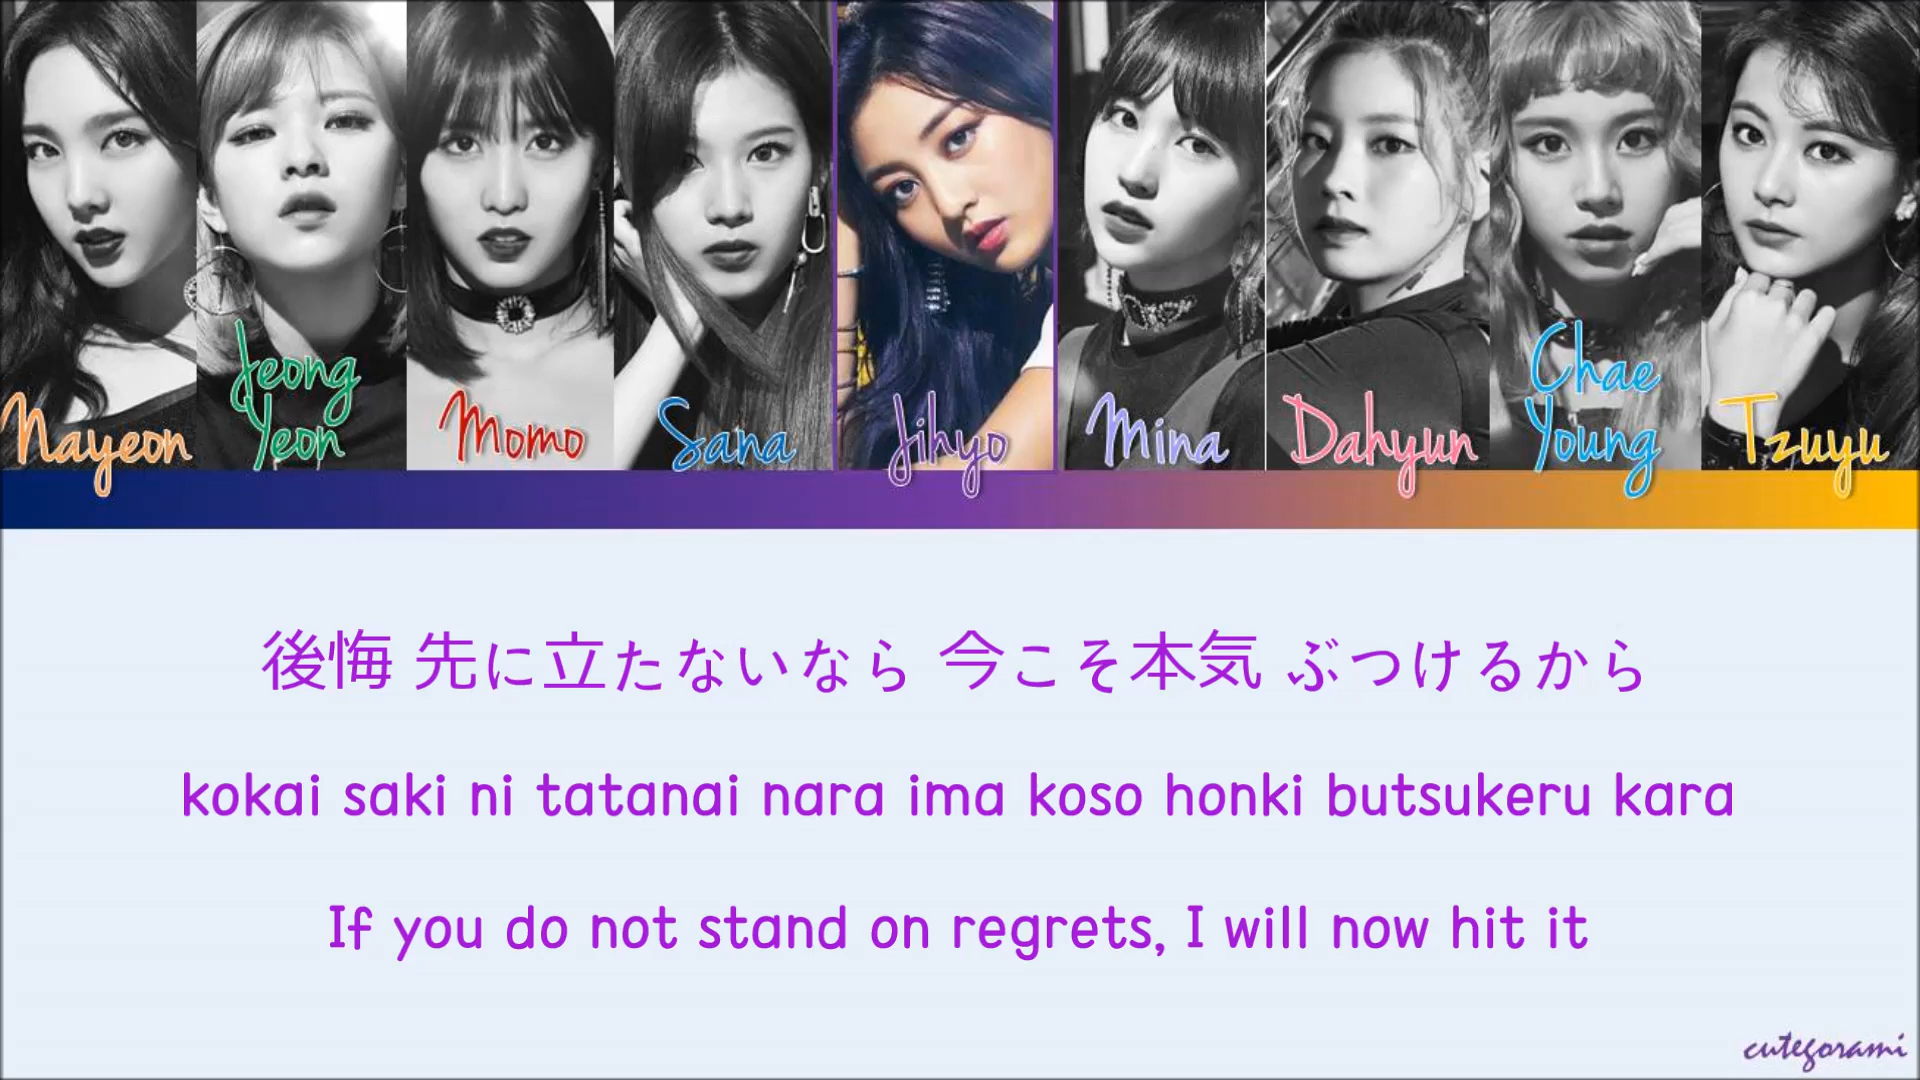 Nayeon
Jeong
Yeon
Momo
Sana
Jihyo
Mina
Dahyun
Chae
Young
Tzuyu
後悔 先に立たないなら 今こそ本気 ぶつけるから
kokai saki ni tatanai nara ima koso honki butsukeru kara
If you do not stand on regrets, I will now hit it
cutegorami